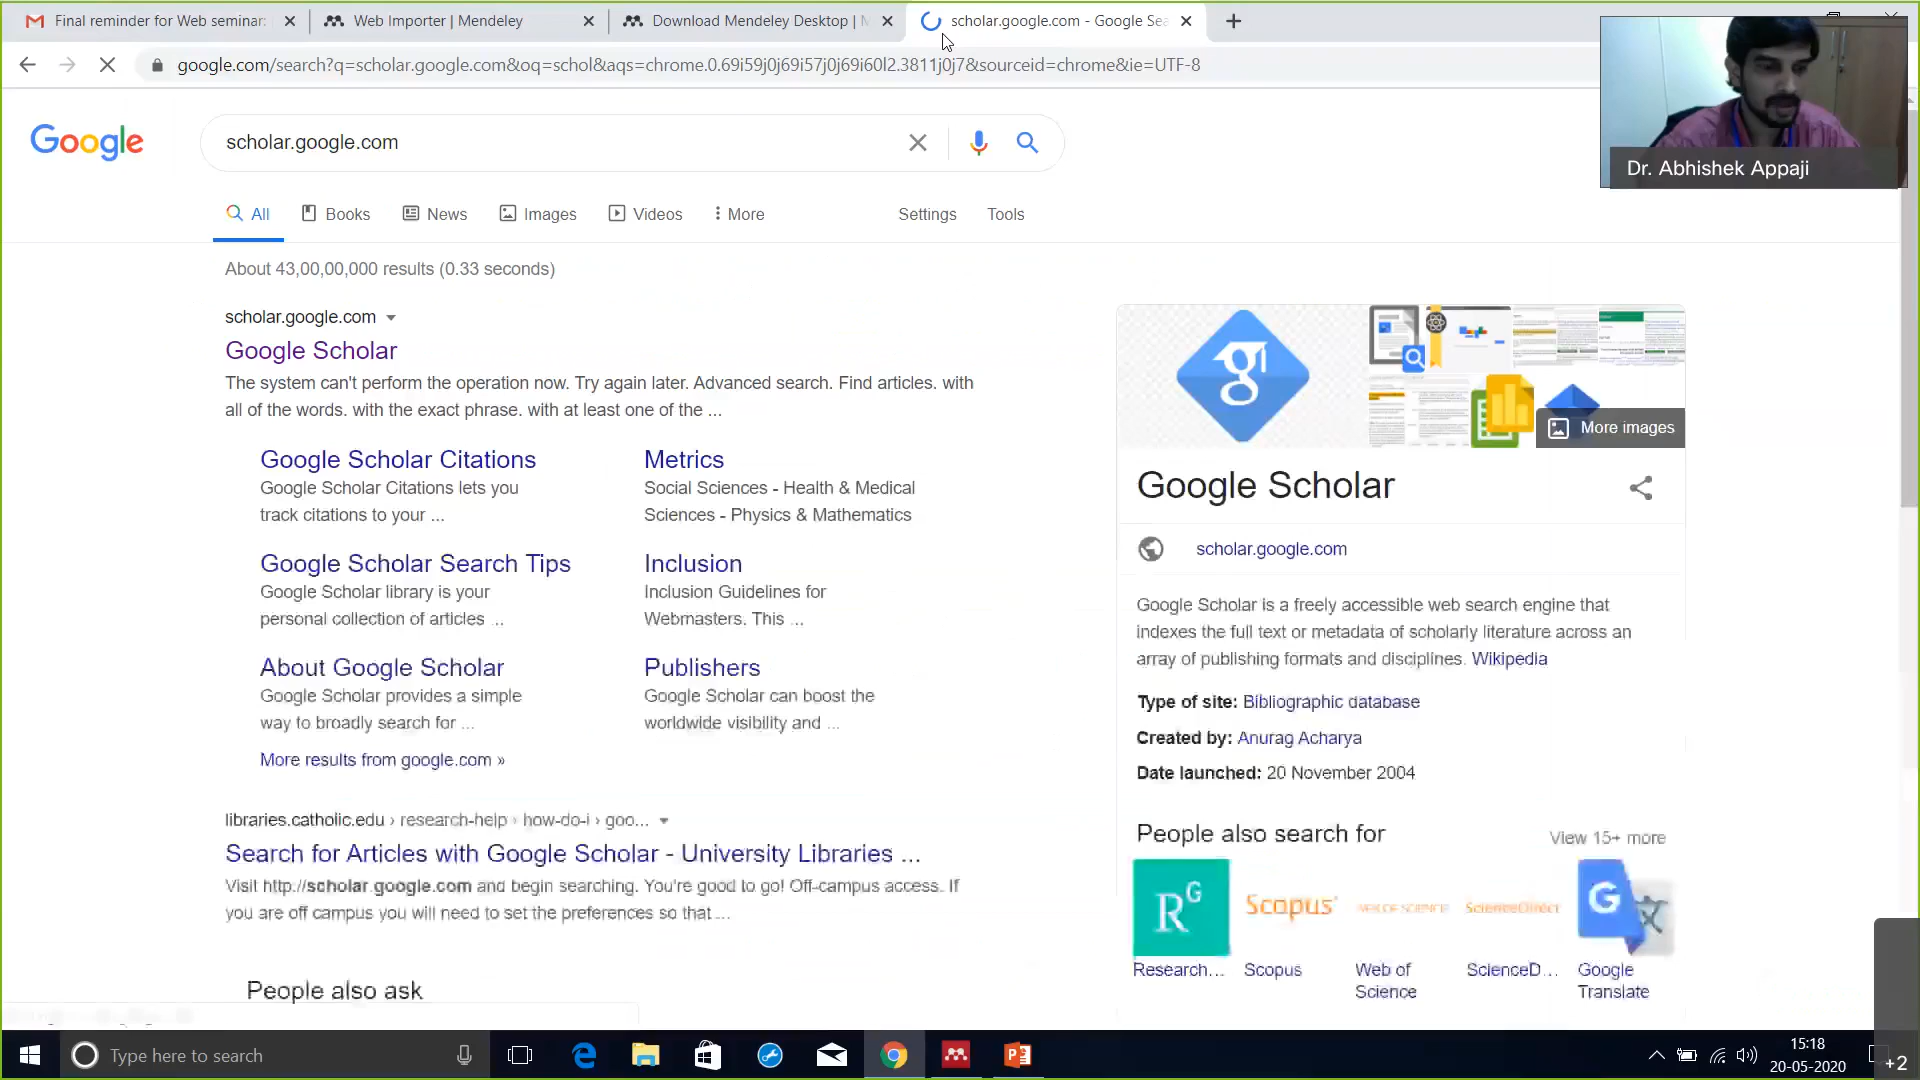 Final reminder for Web seminar:
Web Importer | Mendeley
Download Mendeley Desktop | M
scholar.google.com - Google Sea
google.com/search?q=scholar.google.com&oq=schol&aqs=chrome.0.69i59j0j69i57j0j69i60l2.3811j0j7&sourceid=chrome&ie=UTF-8
Dr. Abhishek Appaji
Google
scholar.google.com
All
Books
News
Images
Videos
More
Settings
Tools
About 43,00,00,000 results (0.33 seconds)
scholar.google.com
Google Scholar
The system can't perform the operation now. Try again later. Advanced search. Find articles. with
all of the words. with the exact phrase. with at least one of the ...
Google Scholar Citations
Google Scholar Citations lets you
track citations to your ...
Metrics
Social Sciences - Health & Medical
Sciences - Physics & Mathematics
Google Scholar Search Tips
Google Scholar library is your
personal collection of articles ...
Inclusion
Inclusion Guidelines for
Webmasters. This ...
About Google Scholar
Google Scholar provides a simple
way to broadly search for ...
Publishers
Google Scholar can boost the
worldwide visibility and ...
More results from google.com »
libraries.catholic.edu › research-help › how-do-i › goo...
Search for Articles with Google Scholar - University Libraries ...
Visit http://scholar.google.com and begin searching. You're good to go! Off-campus access. If
you are off campus you will need to set the preferences so that ...
People also ask
g
More images
Google Scholar
scholar.google.com
Google Scholar is a freely accessible web search engine that
indexes the full text or metadata of scholarly literature across an
array of publishing formats and disciplines. Wikipedia
Type of site: Bibliographic database
Created by: Anurag Acharya
Date launched: 20 November 2004
People also search for
View 15+ more
RG
Scopus
ScienceDirect
G
Research...
Scopus
Web of
Science
ScienceD...
Google
Translate
Type here to search
15:18
20-05-2020
+2